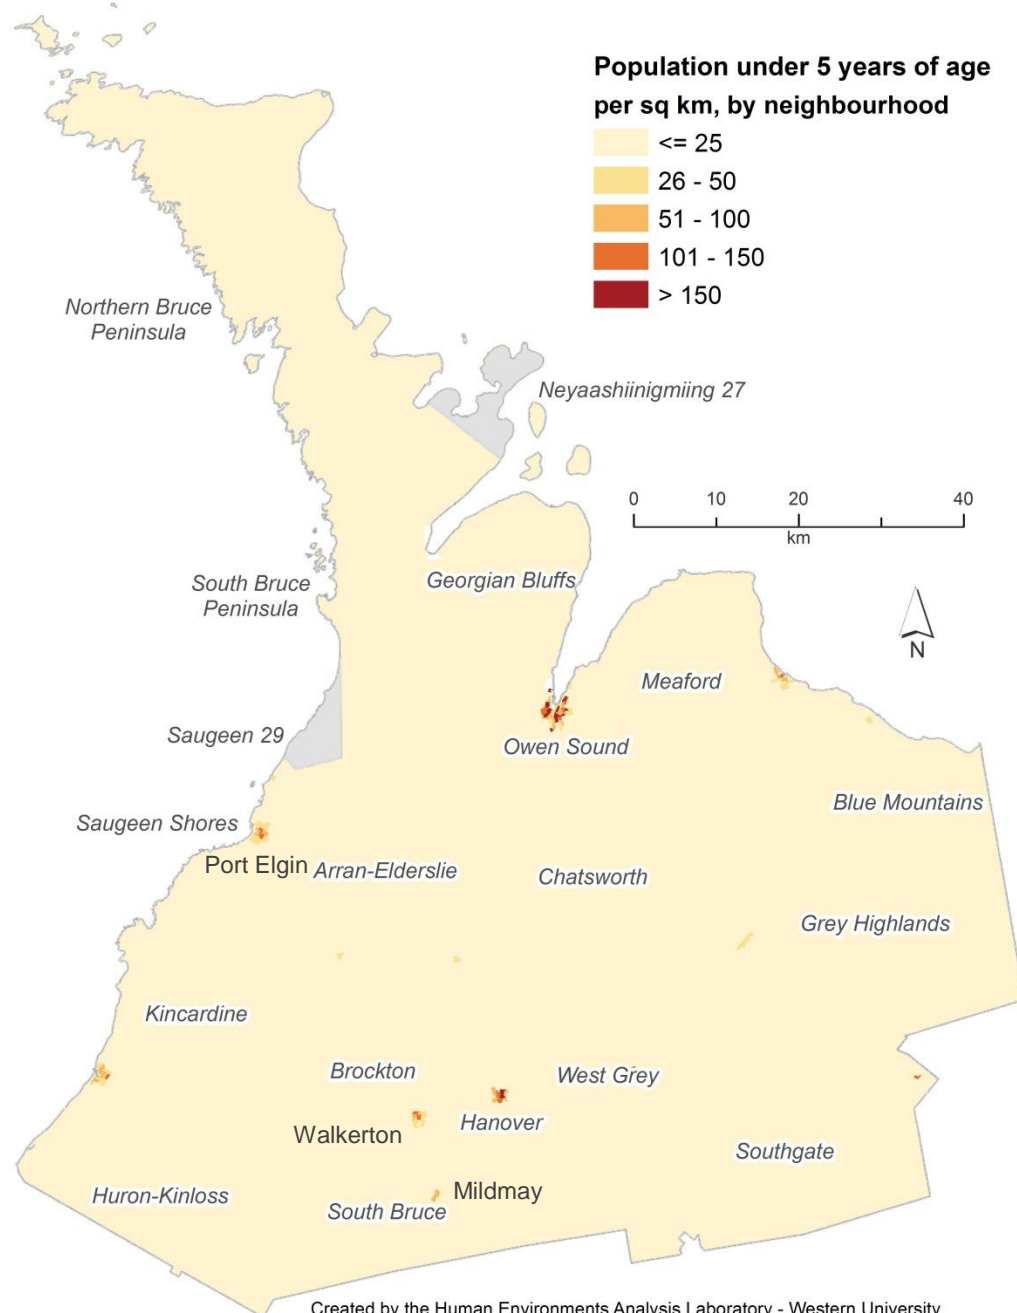 Population under 5 years of age
per sq km, by neighbourhood
<= 25
26 - 50
51 - 100
101 - 150
> 150
Northern Bruce
Peninsula
Neyaashiinigmiing 27
0 10 20 40
km
South Bruce
Peninsula
Georgian Bluffs
N
Meaford
Saugeen 29
Owen Sound
Blue Mountains
Saugeen Shores
Port Elgin
Arran-Elderslie
Chatsworth
Grey Highlands
Kincardine
Brockton
West Grey
Hanover
Walkerton
Southgate
Huron-Kinloss
Mildmay
South Bruce
Created by the Human Environments Analysis Laboratory - Western University